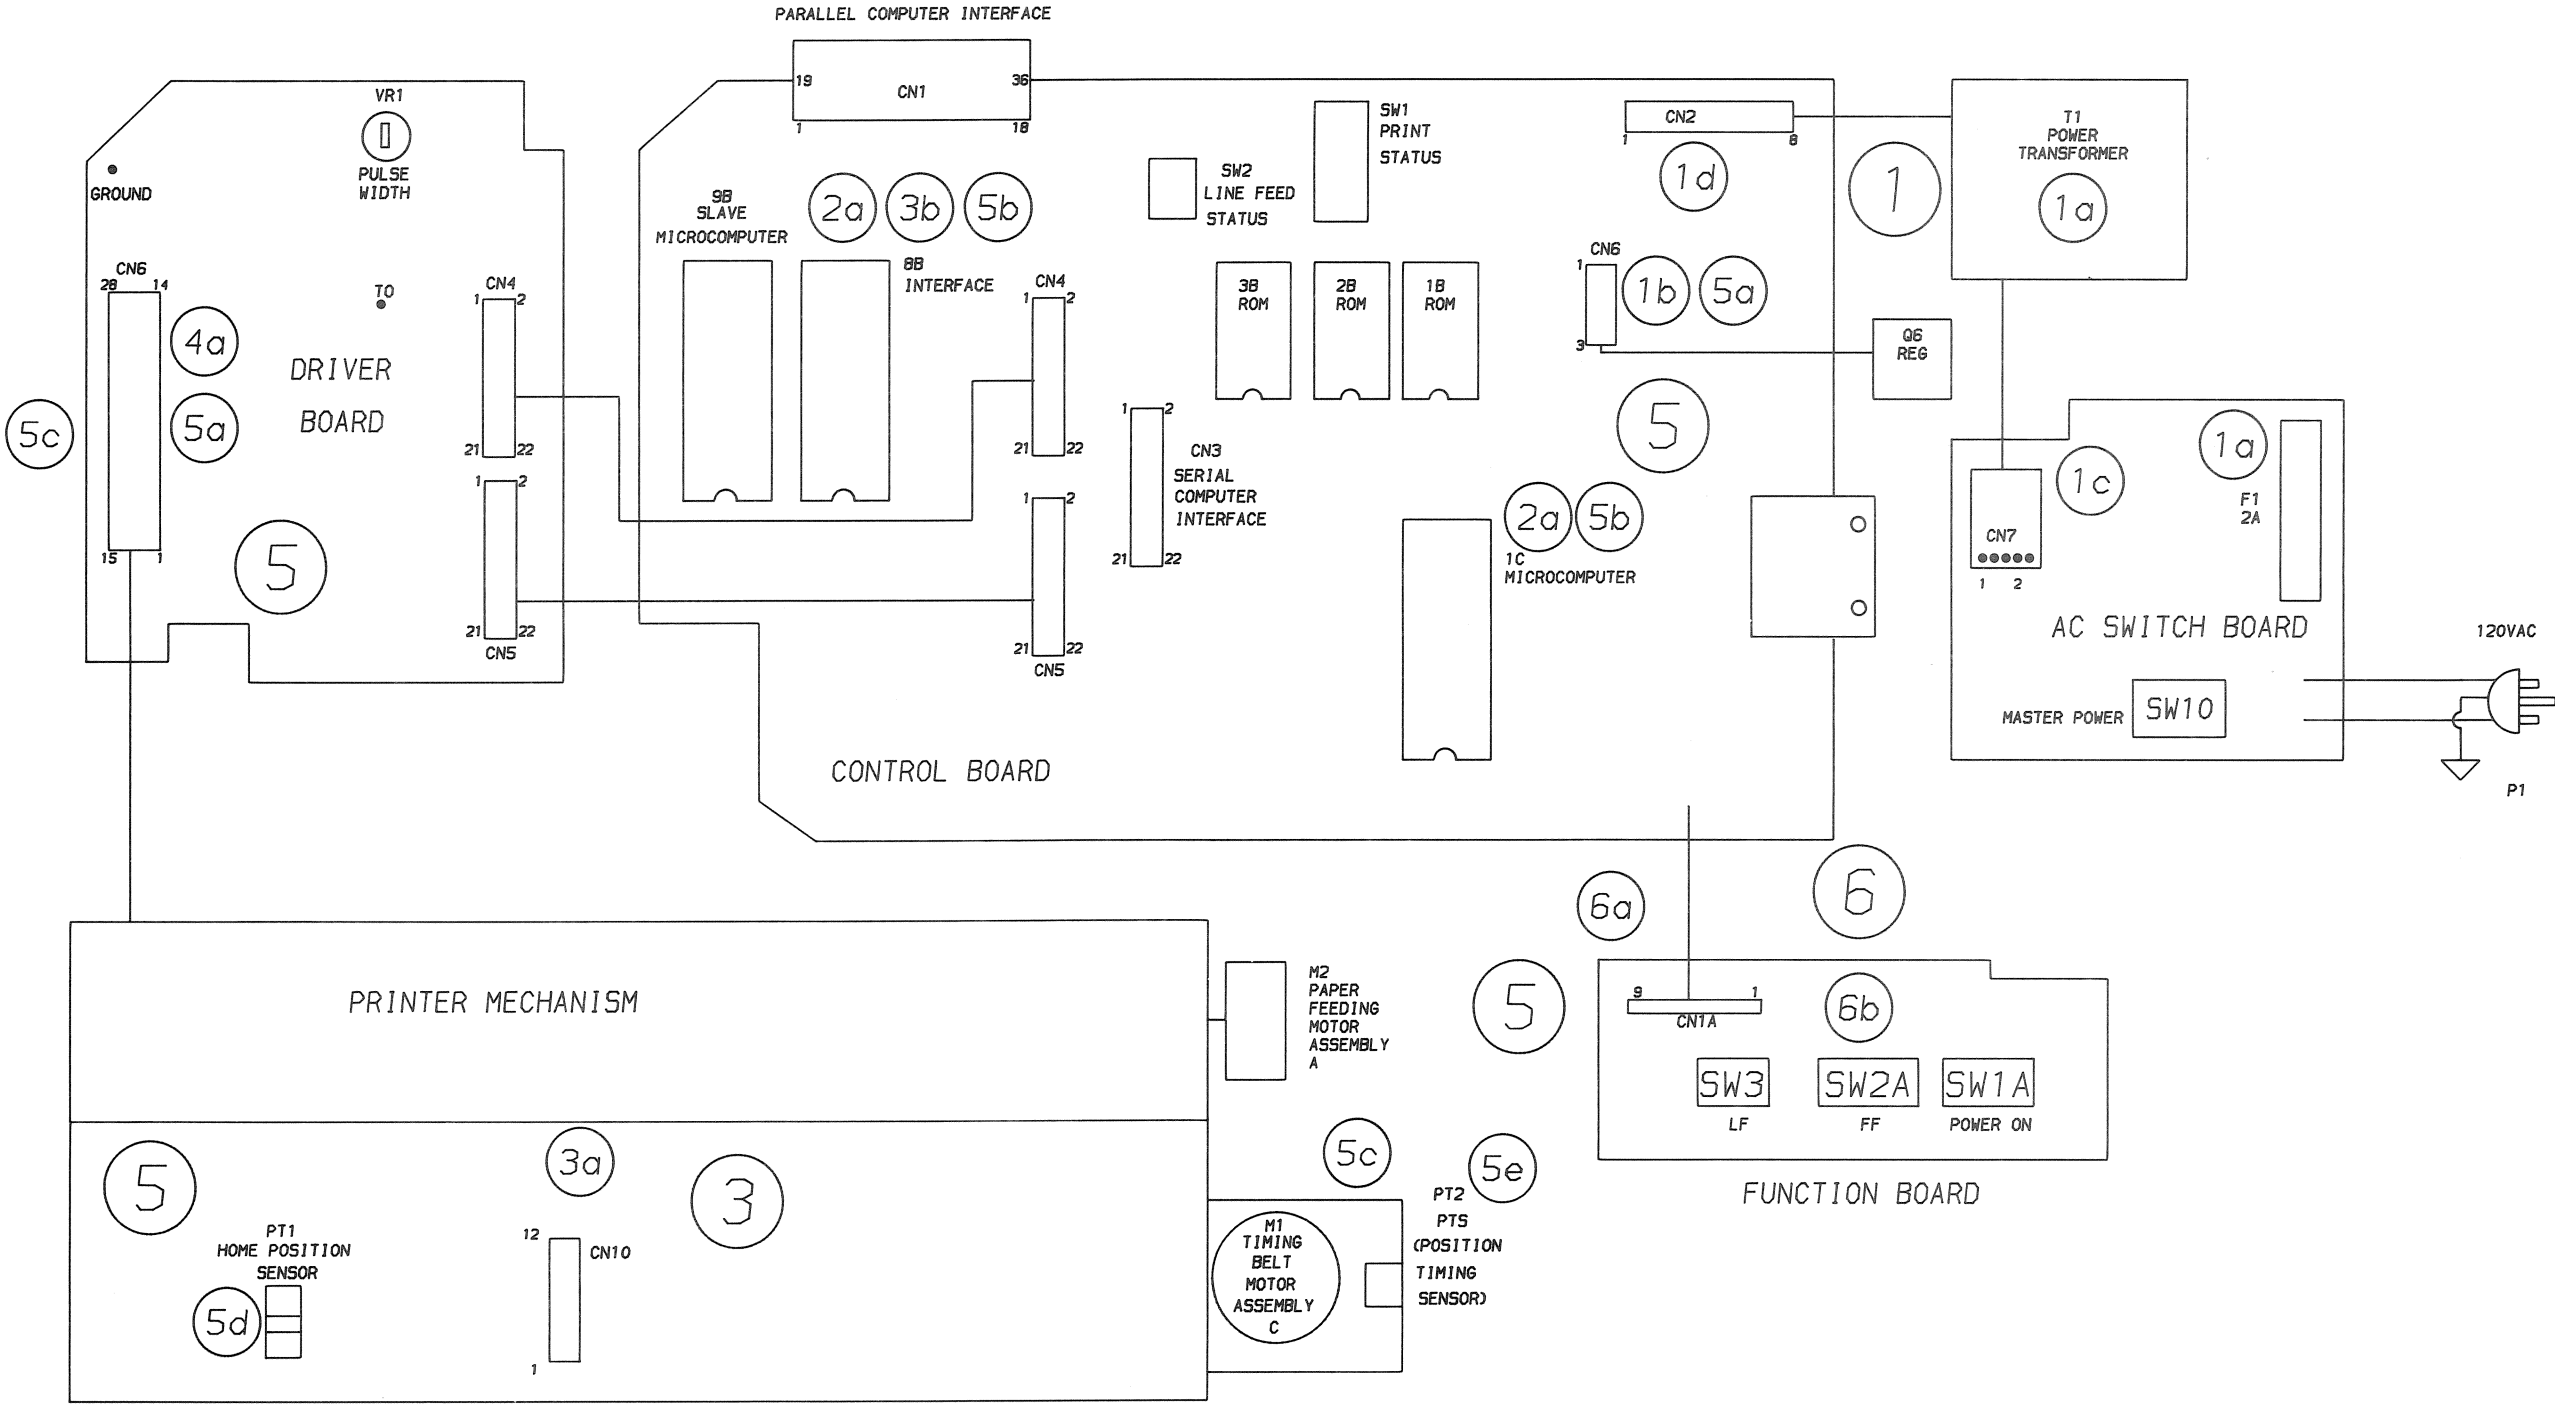 PARALLEL COMPUTER INTERFACE
19
36
CN1
1
18
VR1
PULSE
WIDTH
GROUND
CN6
28
14
15
1
4a
5a
5c
TO
DRIVER
BOARD
5
CN4
1
2
21
22
1
2
21
22
CN5
9B
SLAVE
MICROCOMPUTER
2a
3b
5b
8B
INTERFACE
CN4
1
2
21
22
1
2
21
22
CN5
SW2
LINE FEED
STATUS
SW1
PRINT
STATUS
3B
ROM
2B
ROM
1B
ROM
1
2
CN3
SERIAL
COMPUTER
INTERFACE
21
22
CN2
1
8
1d
CN6
1
3
1b
5a
5
2a
5b
1C
MICROCOMPUTER
CONTROL BOARD
1
T1
POWER
TRANSFORMER
1a
Q6
REG
1c
1a
F1
2A
CN7
1
2
AC SWITCH BOARD
MASTER POWER
SW10
120VAC
P1
PRINTER MECHANISM
M2
PAPER
FEEDING
MOTOR
ASSEMBLY
A
5
6a
6
9
1
CN1A
6b
SW3
SW2A
SW1A
LF
FF
POWER ON
FUNCTION BOARD
5
3a
3
PT1
HOME POSITION
SENSOR
5d
12
CN10
1
5c
5e
M1
TIMING
BELT
MOTOR
ASSEMBLY
C
PT2
PTS
(POSITION
TIMING
SENSOR)